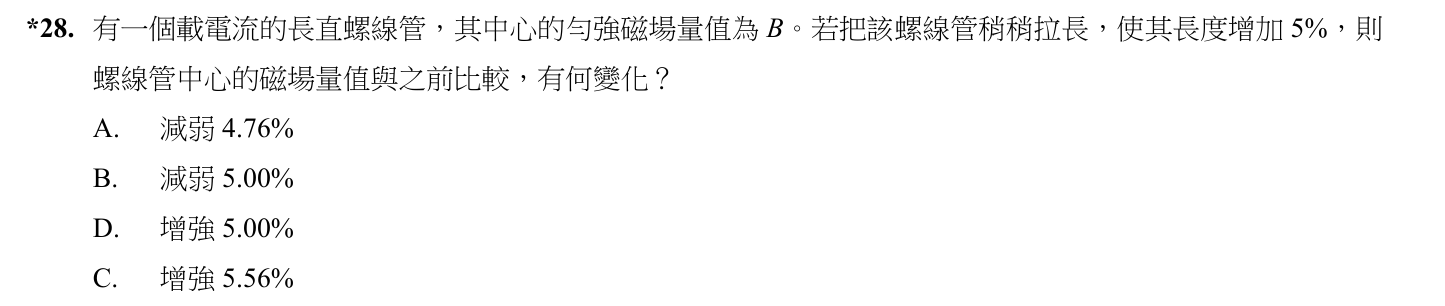 *28. 有一個載電流的長直螺線管，其中心的勻強磁場量值為 B。若把該螺線管稍稍拉長，使其長度增加 5%，則
螺線管中心的磁場量值與之前比較，有何變化？
A. 減弱 4.76%
B. 減弱 5.00%
D. 增強 5.00%
C. 增強 5.56%